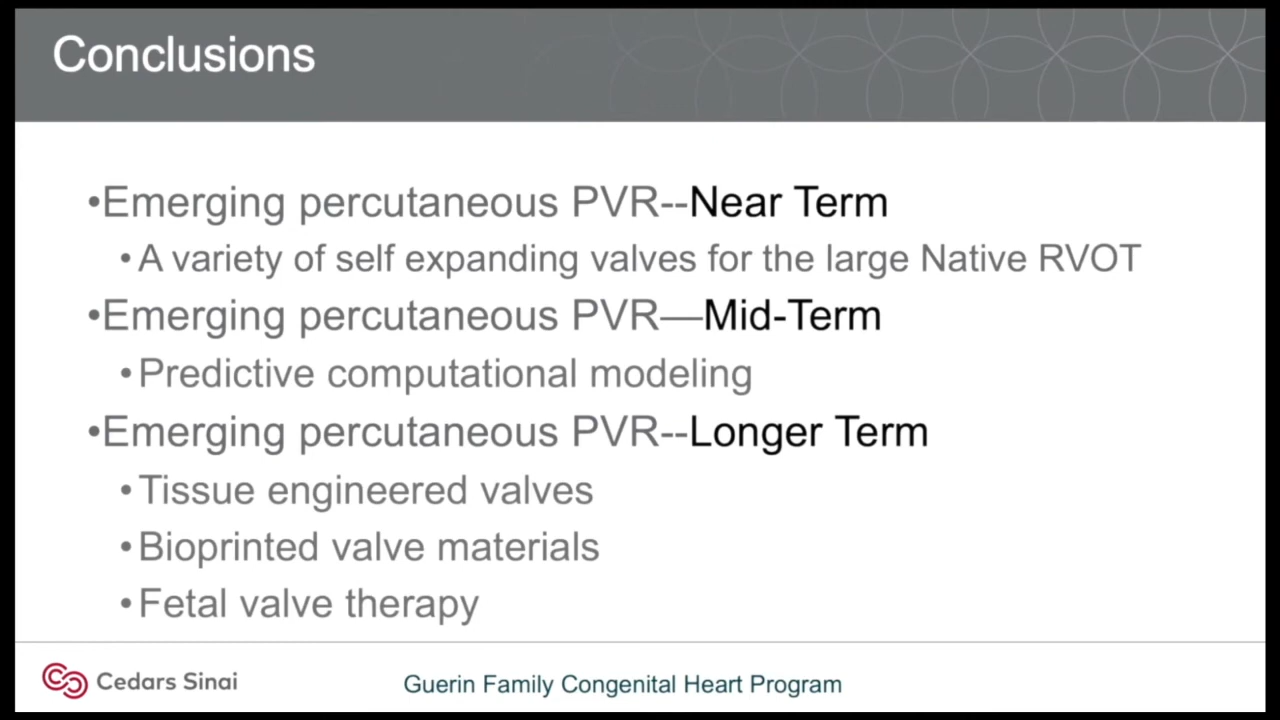 Conclusions
•Emerging percutaneous PVR--Near Term
•A variety of self expanding valves for the large Native RVOT
•Emerging percutaneous PVR—Mid-Term
•Predictive computational modeling
•Emerging percutaneous PVR--Longer Term
•Tissue engineered valves
•Bioprinted valve materials
•Fetal valve therapy
Cedars Sinai
Guerin Family Congenital Heart Program